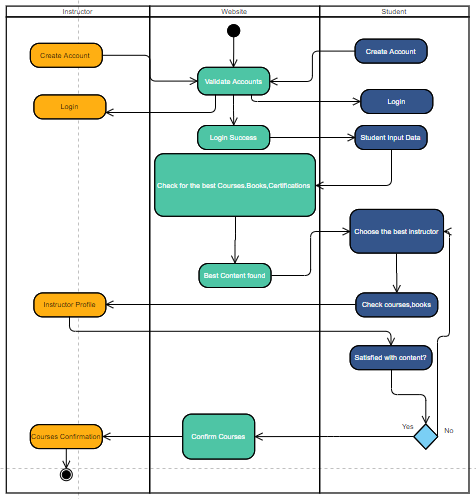 Instructor
Website
Student
Create Account
Create Account
Validate Accounts
Login
Login
Login Success
Student Input Data
Check for the best Courses.Books,Certifications
Choose the best Instructor
Best Content found
Instructor Profile
Check courses,books
Satisfied with content?
Yes
No
Courses Confirmation
Confirm Courses